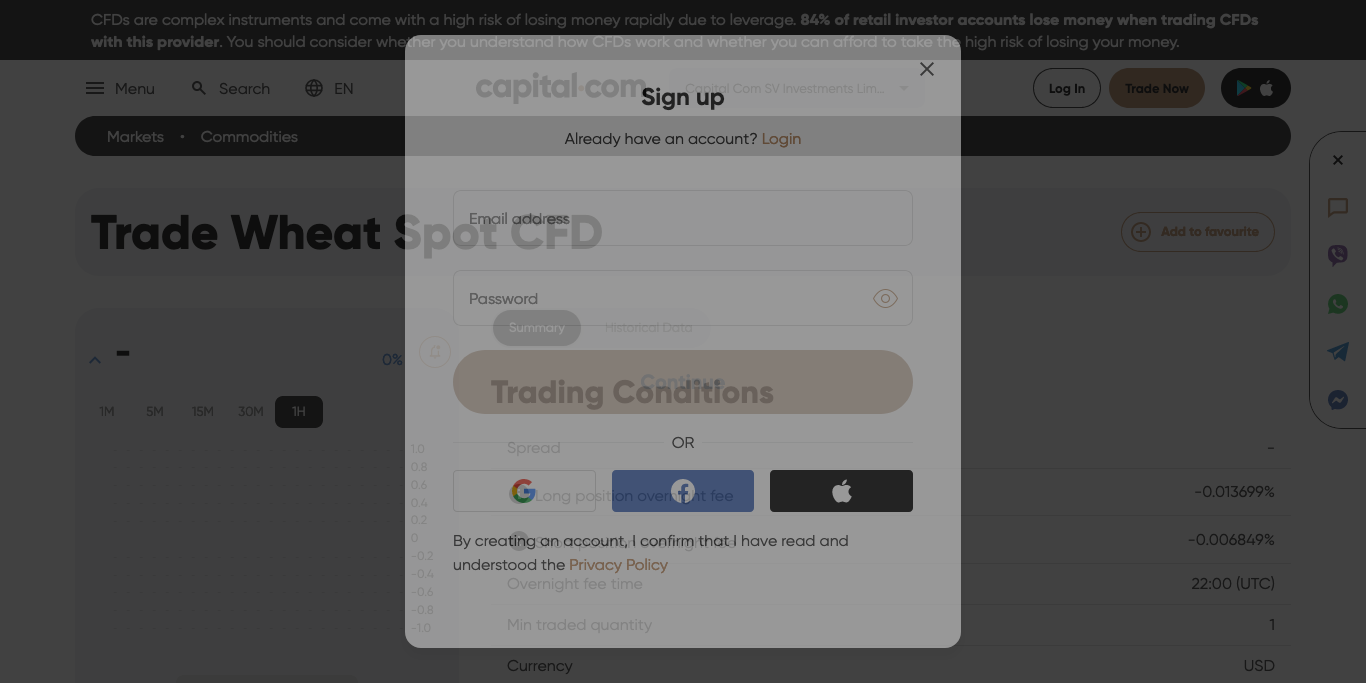 CFDs are complex instruments and come with a high risk of losing money rapidly due to leverage. 84% of retail investor accounts lose money when trading CFDs
with this provider. You should consider whether you understand how CFDs work and whether you can afford to take the high risk of losing your money.
Menu
Search
EN
capital.com
Capital Com SV Investments Lim...
Log In
Trade Now
Markets • Commodities
Trade Wheat Spot CFD
Add to favourite
Sign up
Already have an account? Login
Email address
Password
Continue
OR
By creating an account, I confirm that I have read and
understood the Privacy Policy
-
0%
1M 5M 15M 30M 1H
1.0
0.8
0.6
0.4
0.2
0
-0.2
-0.4
-0.6
-0.8
-1.0
Summary
Historical Data
Trading Conditions
Spread -
Long position overnight fee -0.013699%
Short position overnight fee -0.006849%
Overnight fee time 22:00 (UTC)
Min traded quantity 1
Currency USD